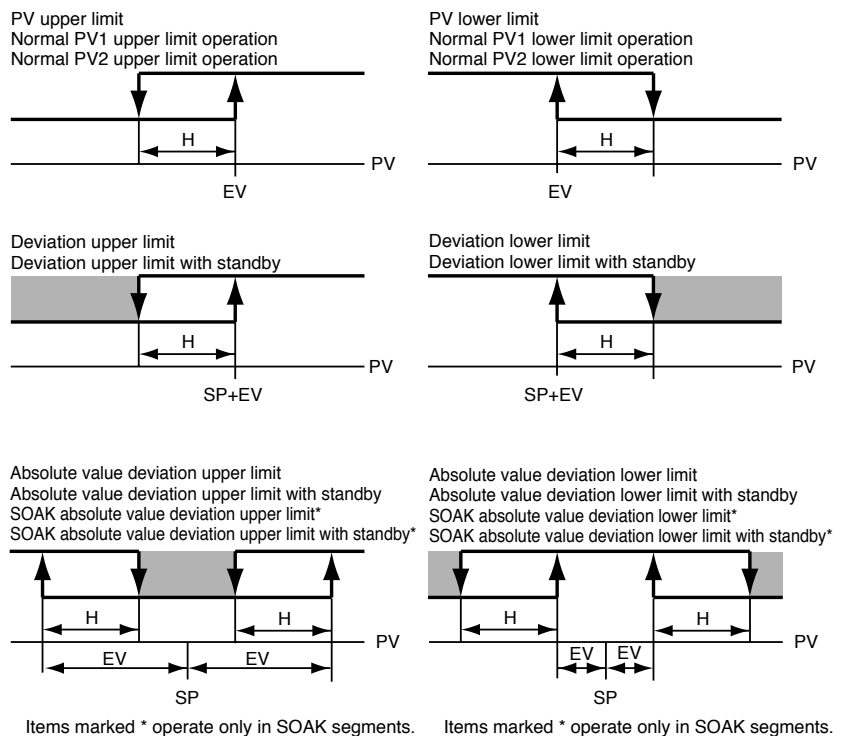 PV upper limit
Normal PV1 upper limit operation
Normal PV2 upper limit operation
H
PV
EV
PV lower limit
Normal PV1 lower limit operation
Normal PV2 lower limit operation
H
PV
EV
Deviation upper limit
Deviation upper limit with standby
H
PV
SP+EV
Deviation lower limit
Deviation lower limit with standby
H
PV
SP+EV
Absolute value deviation upper limit
Absolute value deviation upper limit with standby
SOAK absolute value deviation upper limit*
SOAK absolute value deviation upper limit with standby*
H H
PV
EV EV
SP
Items marked * operate only in SOAK segments.
Absolute value deviation lower limit
Absolute value deviation lower limit with standby
SOAK absolute value deviation lower limit*
SOAK absolute value deviation lower limit with standby*
H H
PV
EV EV
SP
Items marked * operate only in SOAK segments.